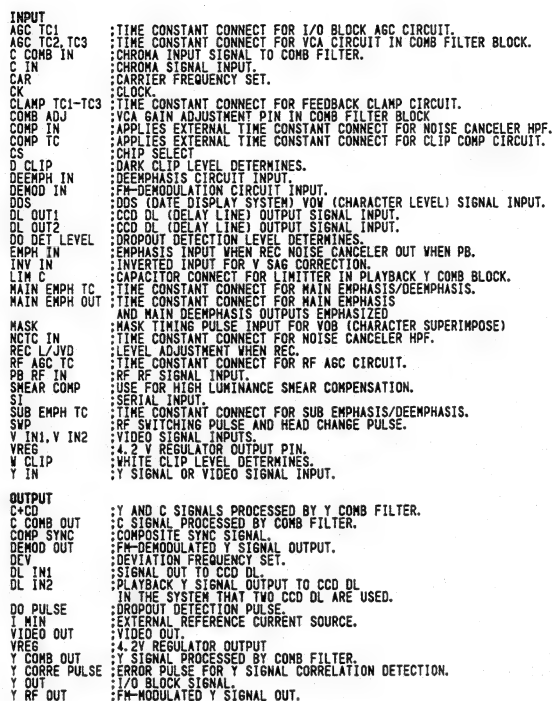 INPUT
AGC TC1 ;TIME CONSTANT CONNECT FOR I/O BLOCK AGC CIRCUIT.
AGC TC2,TC3 ;TIME CONSTANT CONNECT FOR VCA CIRCUIT IN COMB FILTER BLOCK.
C COMB IN ;CHROMA INPUT SIGNAL TO COMB FILTER.
C IN ;CHROMA SIGNAL INPUT.
CAR ;CARRIER FREQUENCY SET.
CK ;CLOCK.
CLAMP TC1-TC3 ;TIME CONSTANT CONNECT FOR FEEDBACK CLAMP CIRCUIT.
COMB ADJ ;VCA GAIN ADJUSTMENT PIN IN COMB FILTER BLOCK
COMP IN ;APPLIES EXTERNAL TIME CONSTANT CONNECT FOR NOISE CANCELER HPF.
COMP TC ;APPLIES EXTERNAL TIME CONSTANT CONNECT FOR CLIP COMP CIRCUIT.
CS ;CHIP SELECT
D CLIP ;DARK CLIP LEVEL DETERMINES.
DEEMPH IN ;DEEMPHASIS CIRCUIT INPUT.
DEMOD IN ;FM-DEMODULATION CIRCUIT INPUT.
DDS ;DDS (DATE DISPLAY SYSTEM) VOW (CHARACTER LEVEL) SIGNAL INPUT.
DL OUT1 ;CCD DL (DELAY LINE) OUTPUT SIGNAL INPUT.
DL OUT2 ;CCD DL (DELAY LINE) OUTPUT SIGNAL INPUT.
DO DET LEVEL ;DROPOUT DETECTION LEVEL DETERMINES.
EMPH IN ;EMPHASIS INPUT WHEN REC NOISE CANCELER OUT WHEN PB.
INV IN ;INVERTED INPUT FOR V SAG CORRECTION.
LIM C ;CAPACITOR CONNECT FOR LIMITTER IN PLAYBACK Y COMB BLOCK.
MAIN EMPH TC ;TIME CONSTANT CONNECT FOR MAIN EMPHASIS/DEEMPHASIS.
MAIN EMPH OUT ;TIME CONSTANT CONNECT FOR MAIN EMPHASIS
AND MAIN DEEMPHASIS OUTPUTS EMPHASIZED
MASK ;MASK TIMING PULSE INPUT FOR VOB (CHARACTER SUPERIMPOSE)
NCTC IN ;TIME CONSTANT CONNECT FOR NOISE CANCELER HPF.
REC L/JVD ;LEVEL ADJUSTMENT WHEN REC.
RF AGC TC ;TIME CONSTANT CONNECT FOR RF AGC CIRCUIT.
PB RF IN ;RF RF SIGNAL INPUT.
SMEAR COMP ;USE FOR HIGH LUMINANCE SMEAR COMPENSATION.
SI ;SERIAL INPUT.
SUB EMPH TC ;TIME CONSTANT CONNECT FOR SUB EMPHASIS/DEEMPHASIS.
SWP ;RF SWITCHING PULSE AND HEAD CHANGE PULSE.
V IN1,V IN2 ;VIDEO SIGNAL INPUTS.
VREG ;4.2 V REGULATOR OUTPUT PIN.
W CLIP ;WHITE CLIP LEVEL DETERMINES.
Y IN ;Y SIGNAL OR VIDEO SIGNAL INPUT.
OUTPUT
C+CD ;Y AND C SIGNALS PROCESSED BY Y COMB FILTER.
C COMB OUT ;C SIGNAL PROCESSED BY COMB FILTER.
COMP SYNC ;COMPOSITE SYNC SIGNAL.
DEMOD OUT ;FM-DEMODULATED Y SIGNAL OUTPUT.
DEV ;DEVIATION FREQUENCY SET.
DL IN1 ;SIGNAL OUT TO CCD DL.
DL IN2 ;PLAYBACK Y SIGNAL OUTPUT TO CCD DL
IN THE SYSTEM THAT TWO CCD DL ARE USED.
DO PULSE ;DROPOUT DETECTION PULSE.
I MIN ;EXTERNAL REFERENCE CURRENT SOURCE.
VIDEO OUT ;VIDEO OUT.
VREG ;4.2V REGULATOR OUTPUT
Y COMB OUT ;Y SIGNAL PROCESSED BY COMB FILTER.
Y CORRE PULSE ;ERROR PULSE FOR Y SIGNAL CORRELATION DETECTION.
Y OUT ;I/O BLOCK SIGNAL.
Y RF OUT ;FM-MODULATED Y SIGNAL OUT.